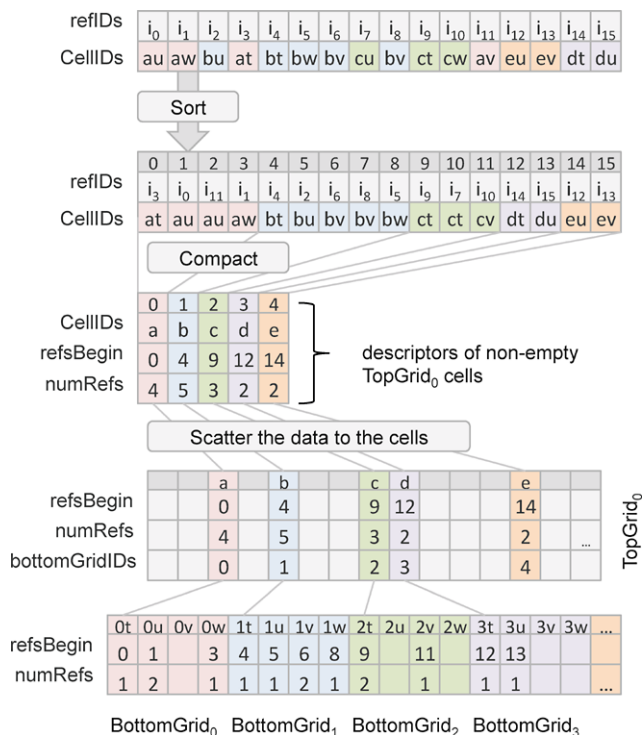 refIDs i₀ i₁ i₂ i₃ i₄ i₅ i₆ i₇ i₈ i₉ i₁₀ i₁₁ i₁₂ i₁₃ i₁₄ i₁₅
CellIDs au aw bu at bt bw bv cu bv ct cw av eu ev dt du
Sort
0 1 2 3 4 5 6 7 8 9 10 11 12 13 14 15
refIDs i₃ i₀ i₁₁ i₁ i₄ i₂ i₆ i₈ i₅ i₉ i₇ i₁₀ i₁₄ i₁₅ i₁₂ i₁₃
CellIDs at au au aw bt bu bv bv bw ct ct cv dt du eu ev
Compact
0 1 2 3 4
CellIDs a b c d e
refsBegin 0 4 9 12 14
numRefs 4 5 3 2 2
descriptors of non-empty
TopGrid₀ cells
Scatter the data to the cells
a b c d e
refsBegin 0 4 9 12 14
numRefs 4 5 3 2 2 ...
bottomGridIDs 0 1 2 3 4
TopGrid₀
0t 0u 0v 0w 1t 1u 1v 1w 2t 2u 2v 2w 3t 3u 3v 3w ...
refsBegin 0 1 3 4 5 6 8 9 11 12 13
numRefs 1 2 1 1 1 2 1 2 1 1 1 ...
BottomGrid₀ BottomGrid₁ BottomGrid₂ BottomGrid₃